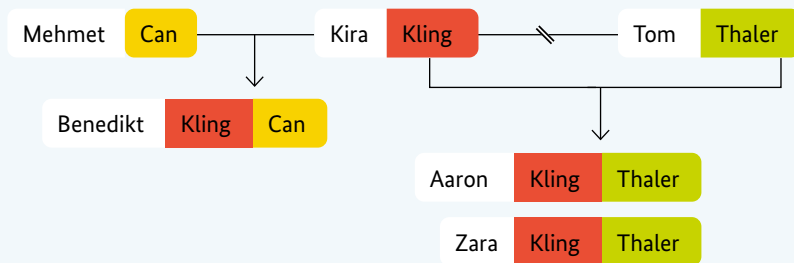 Mehmet Can Kira Kling Tom Thaler
Benedikt Kling Can
Aaron Kling Thaler
Zara Kling Thaler